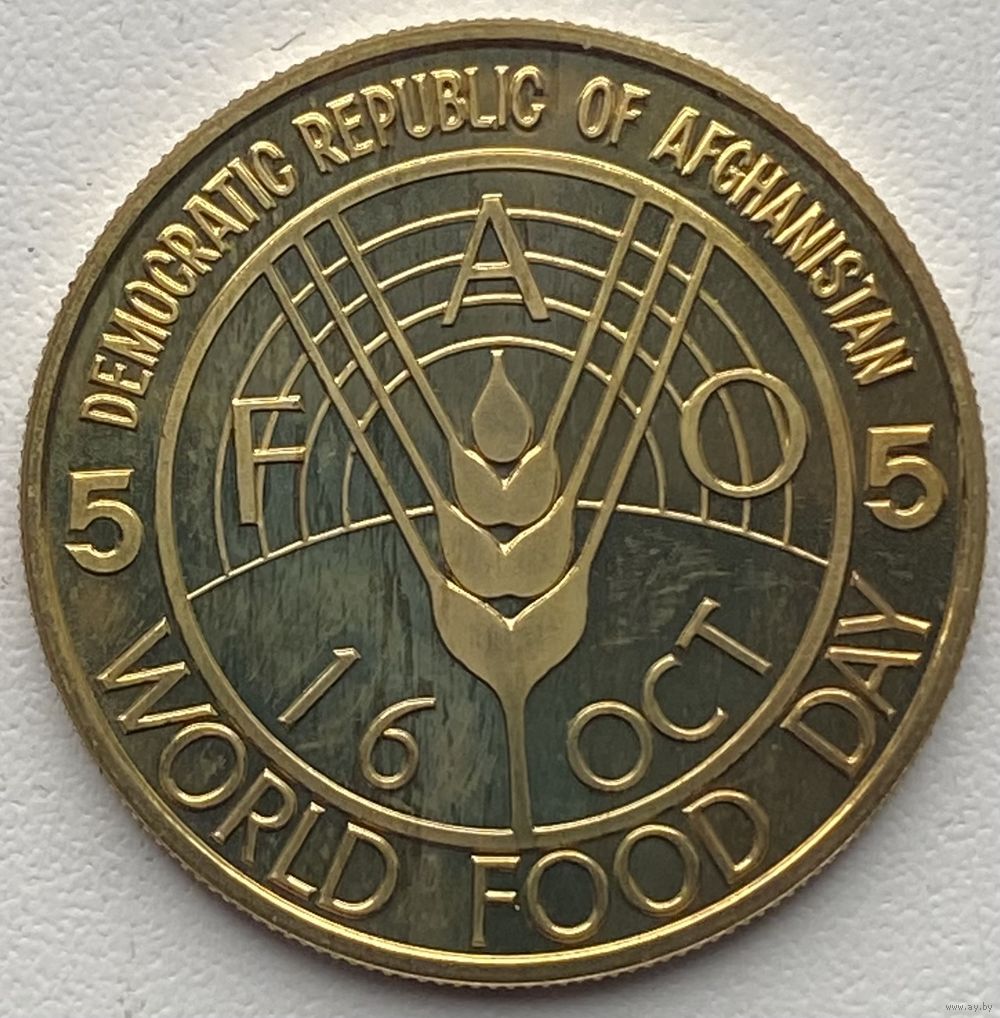 DEMOCRATIC REPUBLIC OF AFGHANISTAN
5 5
F A O
16 OCT
WORLD FOOD DAY
www.ay.by